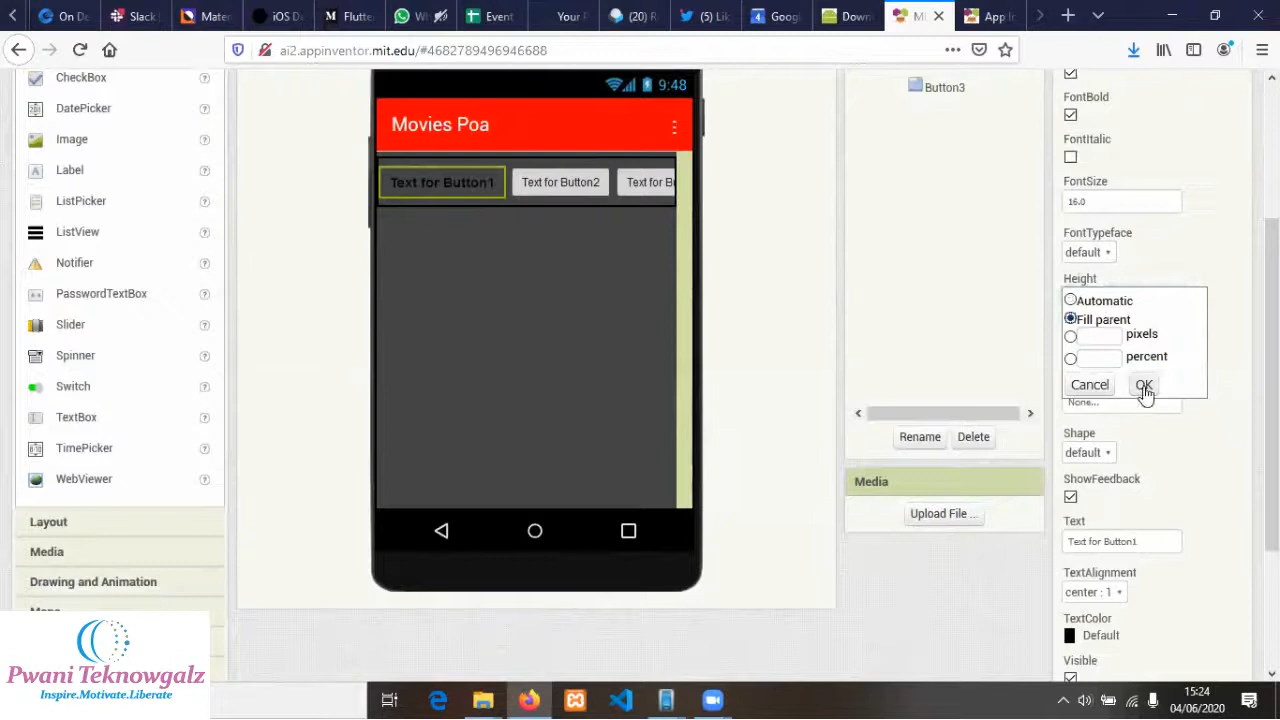 On D
Slack
Mater
iOS De
Flutte
Wha
Event
Your P
(20) R
(5) Lik
Googl
Down
MI
App In
ai2.appinventor.mit.edu/#4682789496946688
CheckBox
DatePicker
Image
Label
ListPicker
ListView
Notifier
PasswordTextBox
Slider
Spinner
Switch
TextBox
TimePicker
WebViewer
Layout
Media
Drawing and Animation
9:48
Movies Poa
Text for Button1
Text for Button2
Text for B
Button3
Rename
Delete
Media
Upload File ...
FontBold
FontItalic
FontSize
16.0
FontTypeface
default
Height
Automatic
Fill parent
pixels
percent
Cancel
OK
None...
Shape
default
ShowFeedback
Text
Text for Button1
TextAlignment
center : 1
TextColor
Default
Visible
Pwani Teknowgalz
Inspire.Motivate.Liberate
15:24
04/06/2020